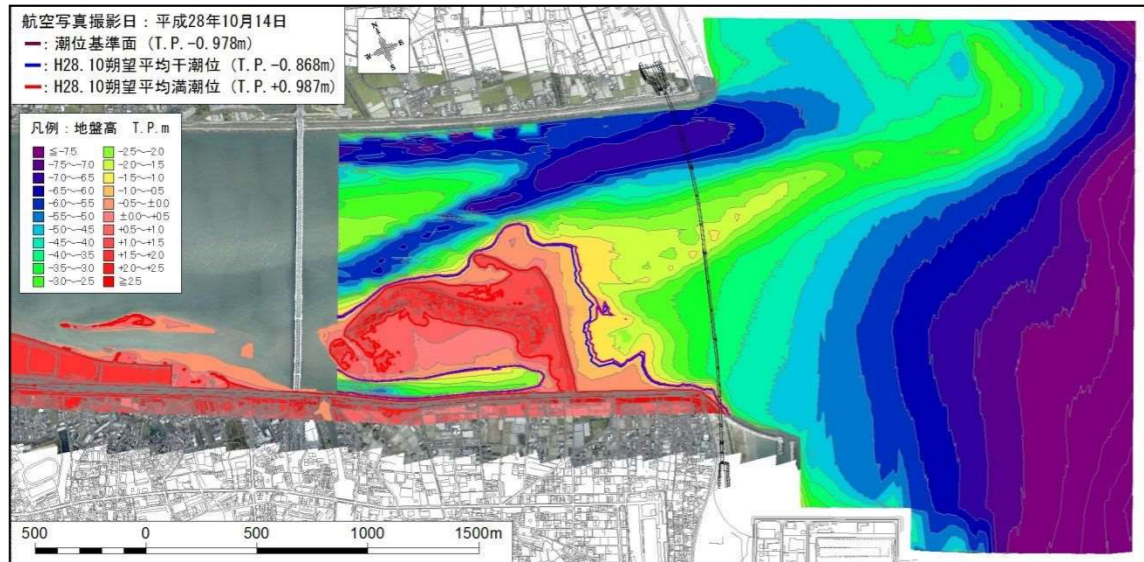 航空写真撮影日：平成28年10月14日
━：潮位基準面 (T.P.-0.978m)
━：H28.10朔望平均干潮位 (T.P.-0.868m)
━：H28.10朔望平均満潮位 (T.P.+0.987m)
凡例：地盤高 T.P.m
≦-7.5
-7.5～-7.0
-7.0～-6.5
-6.5～-6.0
-6.0～-5.5
-5.5～-5.0
-5.0～-4.5
-4.5～-4.0
-4.0～-3.5
-3.5～-3.0
-3.0～-2.5
-2.5～-2.0
-2.0～-1.5
-1.5～-1.0
-1.0～-0.5
-0.5～±0.0
±0.0～+0.5
+0.5～+1.0
+1.0～+1.5
+1.5～+2.0
+2.0～+2.5
≧2.5
N
W
E
S
500 0 500 1000 1500m